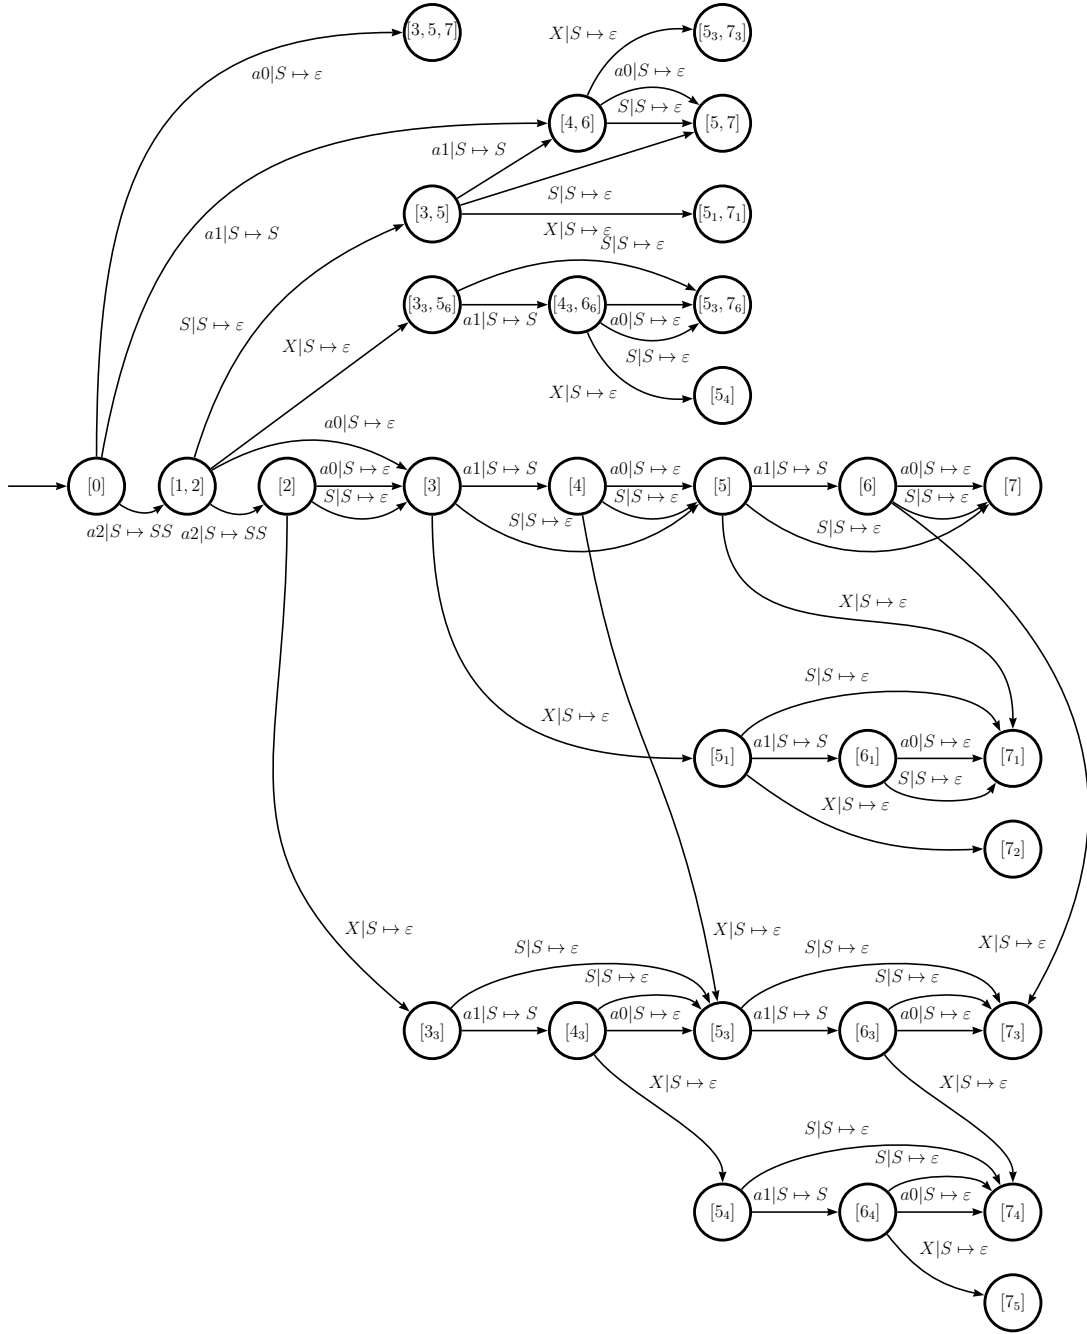 [3, 5, 7]
X|S ↦ ε
[5₃, 7₃]
a0|S ↦ ε
a0|S ↦ ε
S|S ↦ ε
[4, 6]
[5, 7]
a1|S ↦ S
S|S ↦ ε
[3, 5]
[5₁, 7₁]
a1|S ↦ S
X|S ↦ ε
S|S ↦ ε
[3₃, 5₆]
[4₃, 6₆]
[5₃, 7₆]
a1|S ↦ S
a0|S ↦ ε
S|S ↦ ε
X|S ↦ ε
S|S ↦ ε
X|S ↦ ε
[5₄]
a0|S ↦ ε
a0|S ↦ ε
a1|S ↦ S
a0|S ↦ ε
a1|S ↦ S
a0|S ↦ ε
[0]
[1, 2]
[2]
[3]
[4]
[5]
[6]
[7]
S|S ↦ ε
S|S ↦ ε
S|S ↦ ε
S|S ↦ ε
S|S ↦ ε
a2|S ↦ SS
a2|S ↦ SS
X|S ↦ ε
S|S ↦ ε
X|S ↦ ε
a1|S ↦ S
a0|S ↦ ε
[5₁]
[6₁]
[7₁]
S|S ↦ ε
X|S ↦ ε
[7₂]
X|S ↦ ε
X|S ↦ ε
X|S ↦ ε
S|S ↦ ε
S|S ↦ ε
S|S ↦ ε
S|S ↦ ε
a1|S ↦ S
a0|S ↦ ε
a1|S ↦ S
a0|S ↦ ε
[3₃]
[4₃]
[5₃]
[6₃]
[7₃]
X|S ↦ ε
X|S ↦ ε
S|S ↦ ε
S|S ↦ ε
a1|S ↦ S
a0|S ↦ ε
[5₄]
[6₄]
[7₄]
X|S ↦ ε
[7₅]